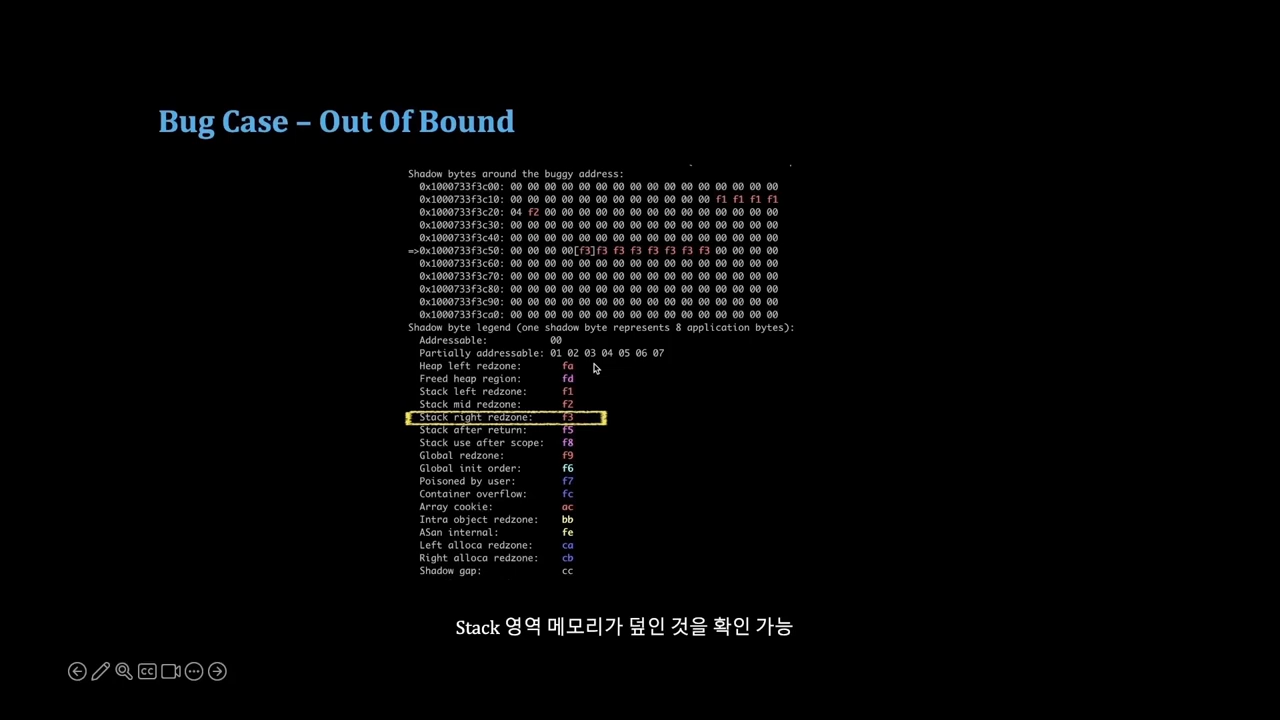 Bug Case – Out Of Bound
Shadow bytes around the buggy address:
0x1000733f3c00: 00 00 00 00 00 00 00 00 00 00 00 00 00 00 00 00
0x1000733f3c10: 00 00 00 00 00 00 00 00 00 00 00 00 f1 f1 f1 f1
0x1000733f3c20: 04 f2 00 00 00 00 00 00 00 00 00 00 00 00 00 00
0x1000733f3c30: 00 00 00 00 00 00 00 00 00 00 00 00 00 00 00 00
0x1000733f3c40: 00 00 00 00 00 00 00 00 00 00 00 00 00 00 00 00
=>0x1000733f3c50: 00 00 00 00[f3]f3 f3 f3 f3 f3 f3 f3 00 00 00 00
0x1000733f3c60: 00 00 00 00 00 00 00 00 00 00 00 00 00 00 00 00
0x1000733f3c70: 00 00 00 00 00 00 00 00 00 00 00 00 00 00 00 00
0x1000733f3c80: 00 00 00 00 00 00 00 00 00 00 00 00 00 00 00 00
0x1000733f3c90: 00 00 00 00 00 00 00 00 00 00 00 00 00 00 00 00
0x1000733f3ca0: 00 00 00 00 00 00 00 00 00 00 00 00 00 00 00 00
Shadow byte legend (one shadow byte represents 8 application bytes):
Addressable: 00
Partially addressable: 01 02 03 04 05 06 07
Heap left redzone: fa
Freed heap region: fd
Stack left redzone: f1
Stack mid redzone: f2
Stack right redzone: f3
Stack after return: f5
Stack use after scope: f8
Global redzone: f9
Global init order: f6
Poisoned by user: f7
Container overflow: fc
Array cookie: ac
Intra object redzone: bb
ASan internal: fe
Left alloca redzone: ca
Right alloca redzone: cb
Shadow gap: cc
Stack 영역 메모리가 덮인 것을 확인 가능
CC